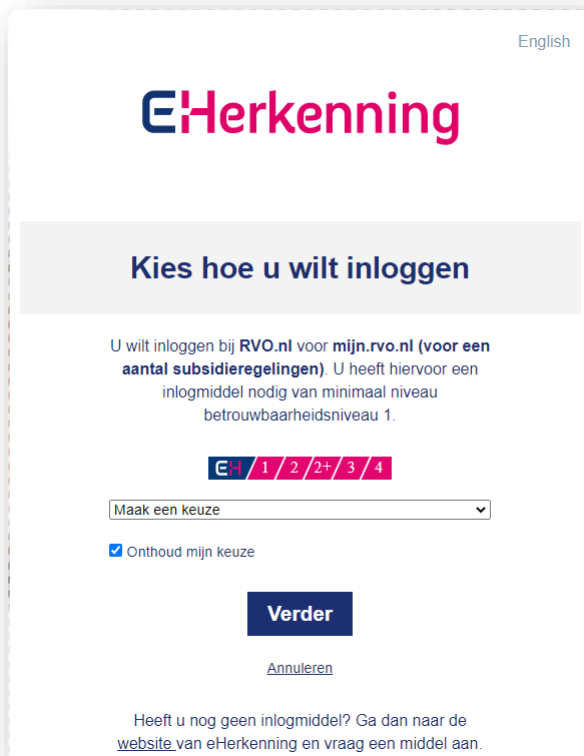 English
EHerkenning
Kies hoe u wilt inloggen
U wilt inloggen bij RVO.nl voor mijn.rvo.nl (voor een
aantal subsidieregelingen). U heeft hiervoor een
inlogmiddel nodig van minimaal niveau
betrouwbaarheidsniveau 1.
EH/1/2/2+/3/4
Maak een keuze
Onthoud mijn keuze
Verder
Annuleren
Heeft u nog geen inlogmiddel? Ga dan naar de
website van eHerkenning en vraag een middel aan.